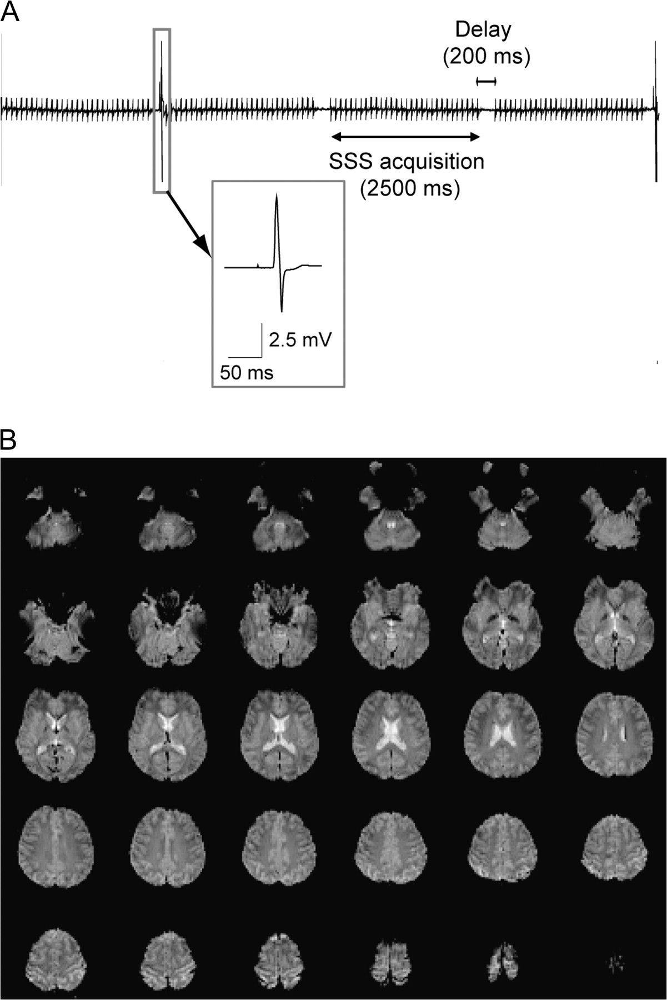 A
Delay
(200 ms)
SSS acquisition
(2500 ms)
2.5 mV
50 ms
B